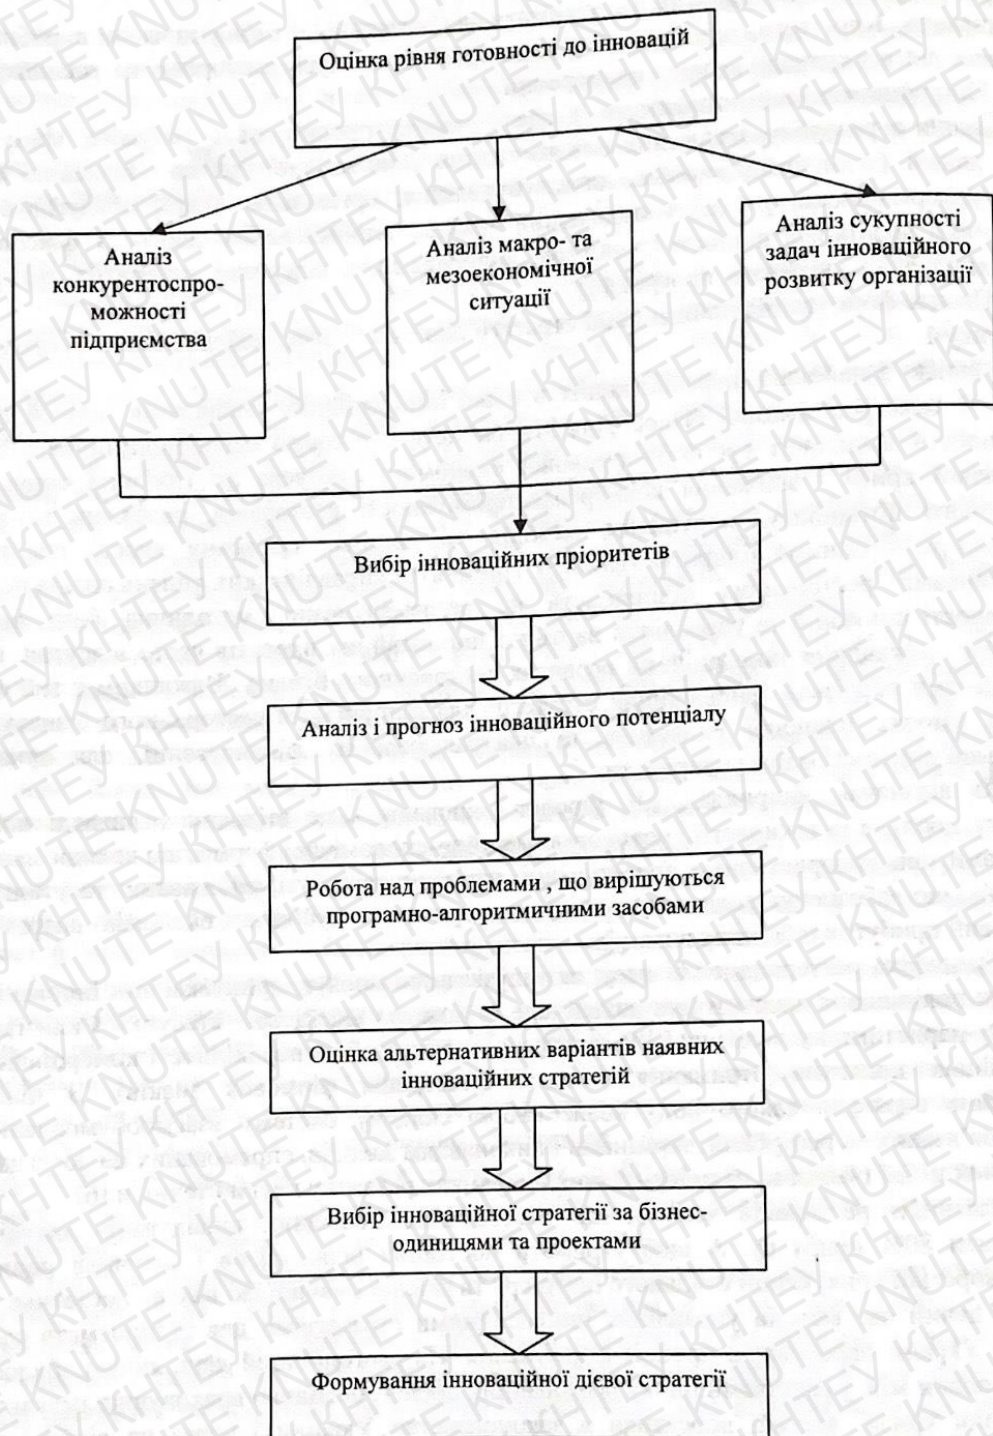 Оцінка рівня готовності до інновацій
Аналіз
конкурентоспро-
можності
підприємства
Аналіз макро- та
мезоекономічної
ситуації
Аналіз сукупності
задач інноваційного
розвитку організації
Вибір інноваційних пріоритетів
Аналіз і прогноз інноваційного потенціалу
Робота над проблемами , що вирішуються
програмно-алгоритмичними засобами
Оцінка альтернативних варіантів наявних
інноваційних стратегій
Вибір інноваційної стратегії за бізнес-
одиницями та проектами
Формування інноваційної дієвої стратегії
KNUTE КНТЕУ